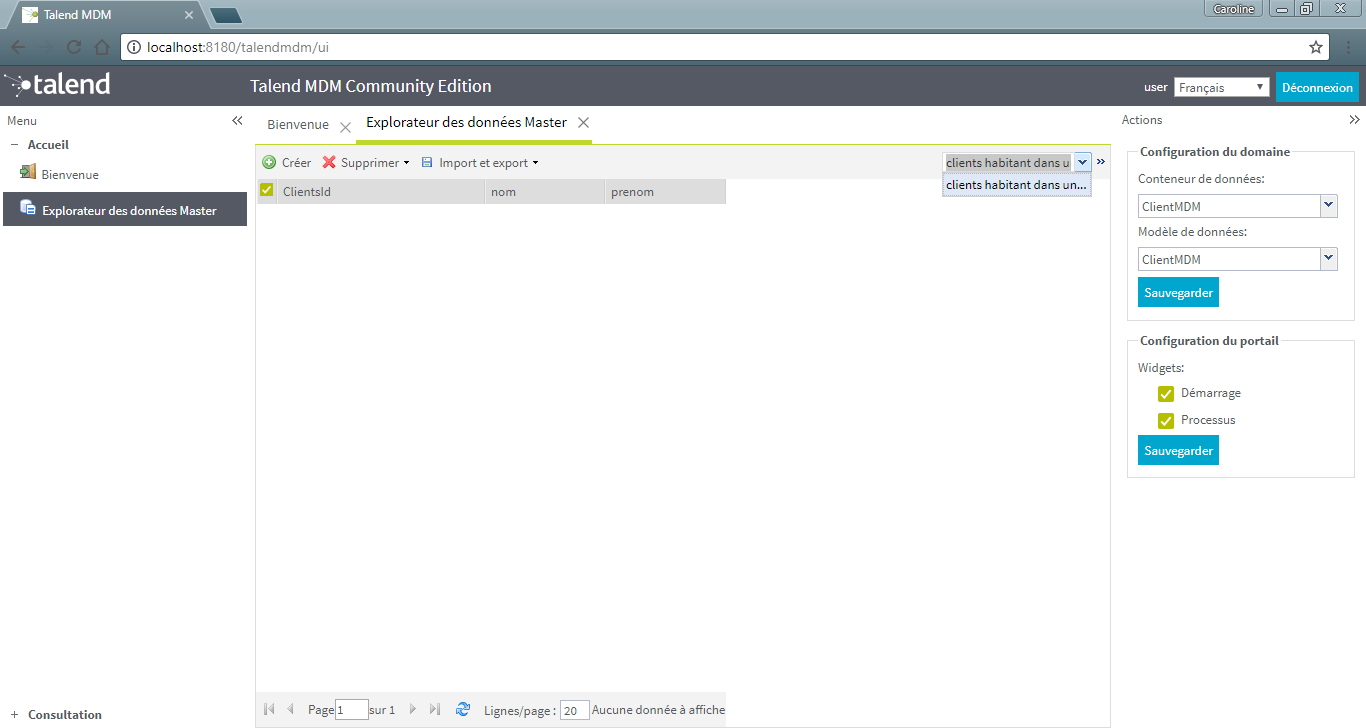 Talend MDM
Caroline
localhost:8180/talendmdm/ui
talend
Talend MDM Community Edition
user
Français
Déconnexion
Menu
Accueil
Bienvenue
Explorateur des données Master
Consultation
Bienvenue
Explorateur des données Master
Créer
Supprimer
Import et export
clients habitant dans u
clients habitant dans un...
ClientsId
nom
prenom
Page 1 sur 1
Lignes/page : 20
Aucune donnée à affiche
Actions
Configuration du domaine
Conteneur de données:
ClientMDM
Modèle de données:
ClientMDM
Sauvegarder
Configuration du portail
Widgets:
Démarrage
Processus
Sauvegarder